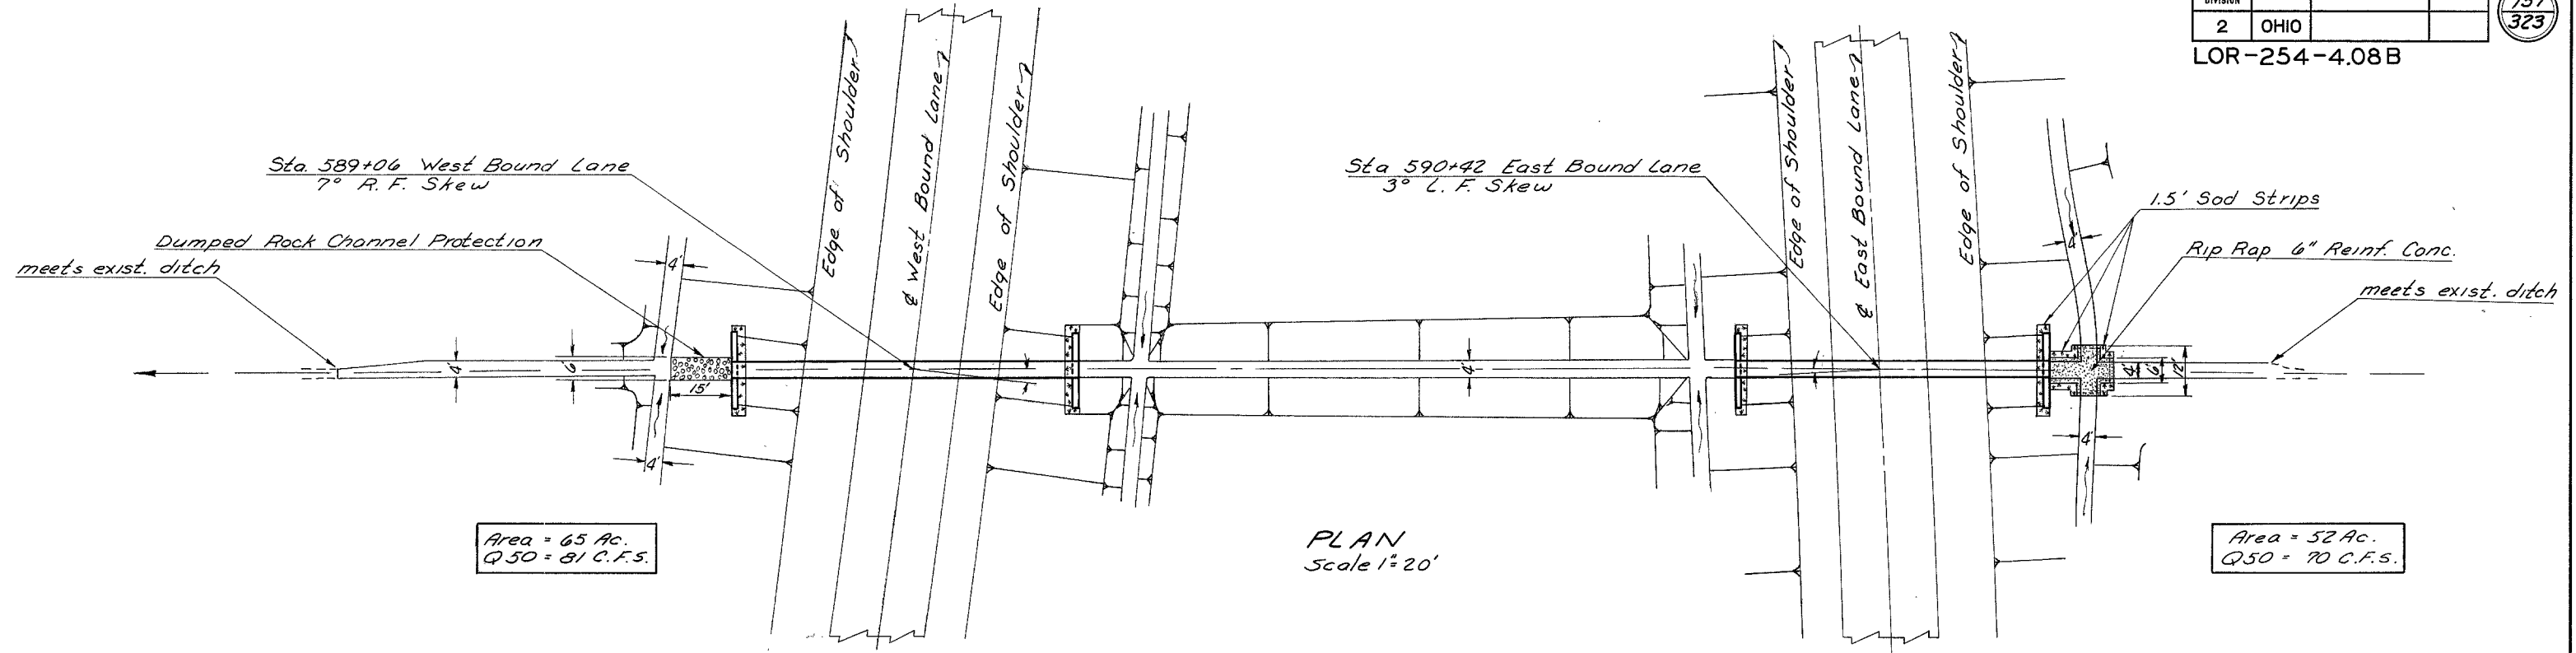 DIVISION
2 OHIO
323
LOR-254-4.08B
Sta. 589+06 West Bound Lane
7° R. F. Skew
Dumped Rock Channel Protection
meets exist. ditch
Edge of Shoulder
℄ West Bound Lane
Edge of Shoulder
Sta 590+42 East Bound Lane
3° L. F. Skew
Edge of Shoulder
℄ East Bound Lane
Edge of Shoulder
1.5' Sod Strips
Rip Rap 6" Reinf. Conc.
meets exist. ditch
4'
4'
6'
15'
4'
4'
4'
4'
6'
12'
4'
Area = 65 Ac.
Q50 = 81 C.F.S.
PLAN
Scale 1"=20'
Area = 52 Ac.
Q50 = 70 C.F.S.